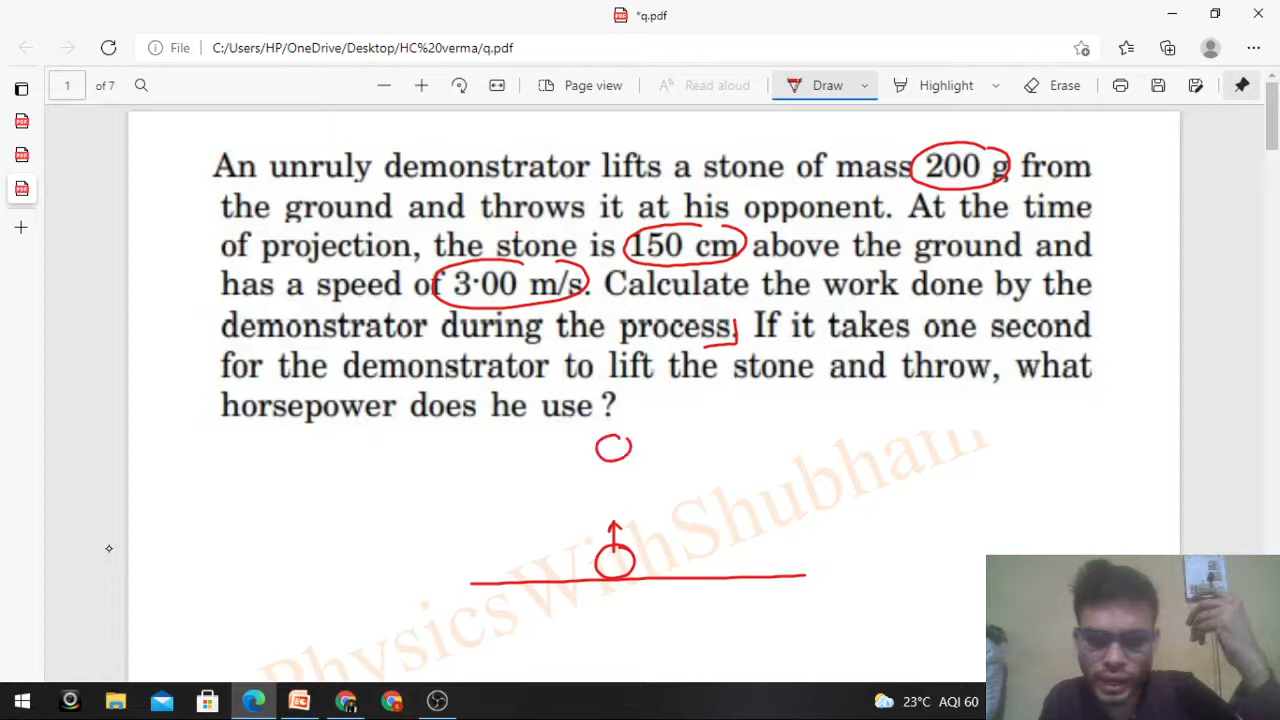 *q.pdf
File C:/Users/HP/OneDrive/Desktop/HC%20verma/q.pdf
1 of 7 Page view Read aloud Draw Highlight Erase
An unruly demonstrator lifts a stone of mass 200 g from
the ground and throws it at his opponent. At the time
of projection, the stone is 150 cm above the ground and
has a speed of 3·00 m/s. Calculate the work done by the
demonstrator during the process. If it takes one second
for the demonstrator to lift the stone and throw, what
horsepower does he use ?
PhysicsWithShubham
23°C AQI 60